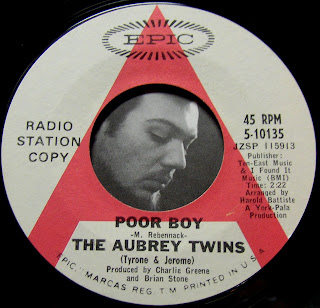 EPIC
RADIO
STATION
COPY
45 RPM
5-10135
JZSP 115913
Publisher:
Ten-East Music
& I Found It
Music (BMI)
Time: 2:22
Arranged by
Harold Battiste
A York-Pala
Production
POOR BOY
-M. Rebennack-
THE AUBREY TWINS
(Tyrone & Jerome)
Produced by Charlie Greene
and Brian Stone
"EPIC," MARCAS REG. T.M. PRINTED IN U.S.A.